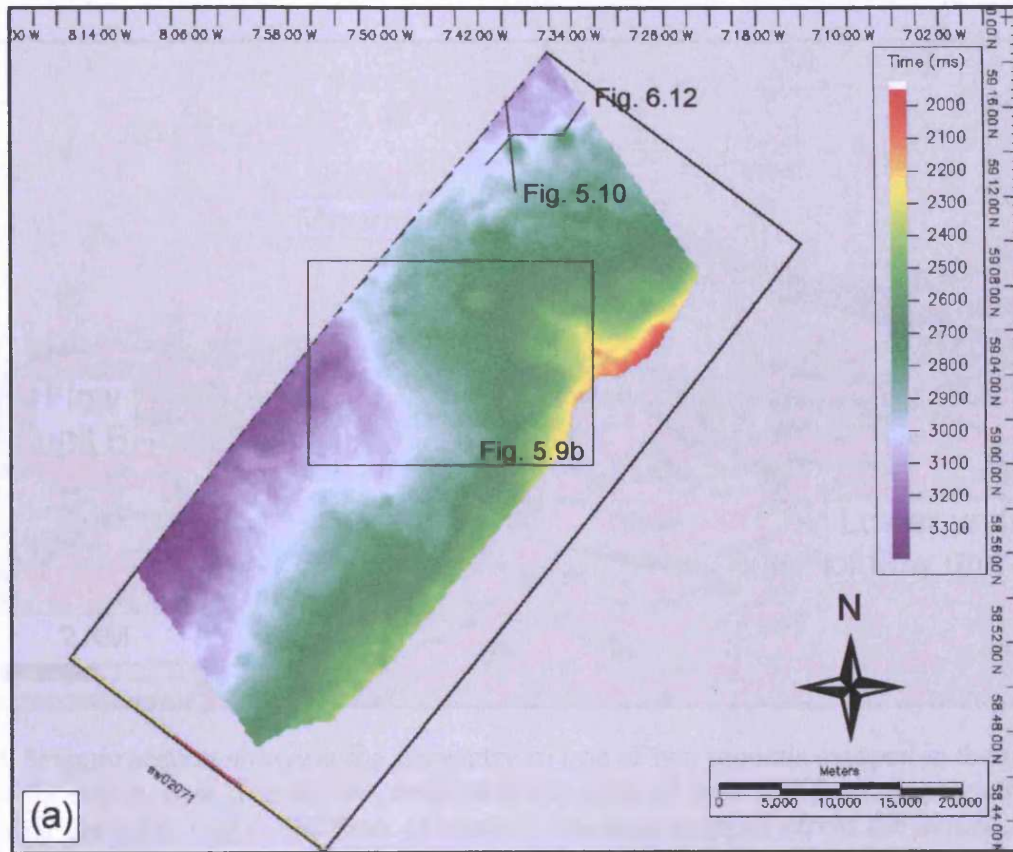 00 W 8 14 00 W 8 06 00 W 7 58 00 W 7 50 00 W 7 42 00 W 7 34 00 W 7 26 00 W 7 18 00 W 7 10 00 W 7 02 00 W
0 00 N
59 16 00 N
59 12 00 N
59 08 00 N
59 04 00 N
59 00 00 N
58 56 00 N
58 52 00 N
58 48 00 N
58 44 00 N
Time (ms)
2000
2100
2200
2300
2400
2500
2600
2700
2800
2900
3000
3100
3200
3300
Fig. 6.12
Fig. 5.10
Fig. 5.9b
N
Meters
0 5,000 10,000 15,000 20,000
(a)